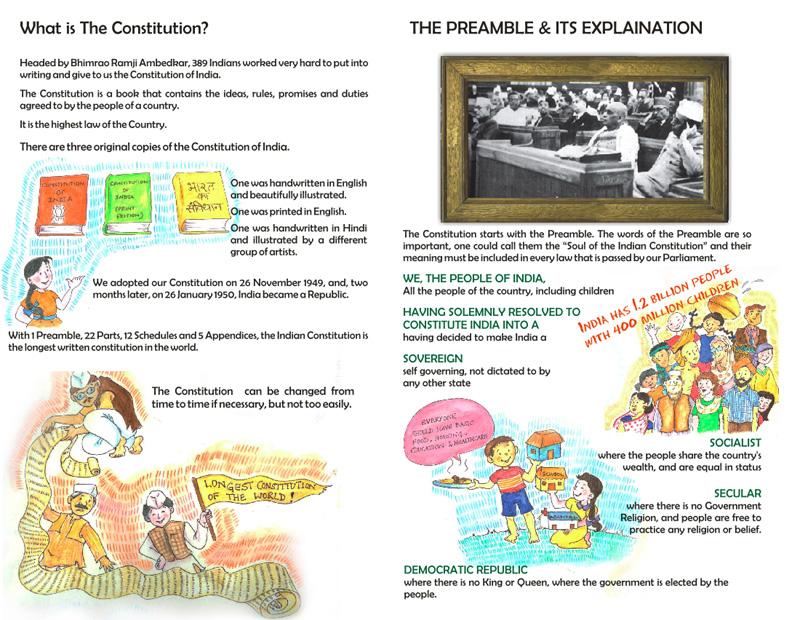 What is The Constitution?
Headed by Bhimrao Ramji Ambedkar, 389 Indians worked very hard to put into
writing and give to us the Constitution of India.
The Constitution is a book that contains the ideas, rules, promises and duties
agreed to by the people of a country.
It is the highest law of the Country.
There are three original copies of the Constitution of India.
CONSTITUTION
OF
INDIA
CONSTITUTION
OF
INDIA
(PRINT
EDITION)
भारत
का
संविधान
One was handwritten in English
and beautifully illustrated.
One was printed in English.
One was handwritten in Hindi
and illustrated by a different
group of artists.
We adopted our Constitution on 26 November 1949, and, two
months later, on 26 January 1950, India became a Republic.
With 1 Preamble, 22 Parts, 12 Schedules and 5 Appendices, the Indian Constitution is
the longest written constitution in the world.
The Constitution can be changed from
time to time if necessary, but not too easily.
LONGEST CONSTITUTION
OF THE WORLD!
THE PREAMBLE & ITS EXPLAINATION
The Constitution starts with the Preamble. The words of the Preamble are so
important, one could call them the “Soul of the Indian Constitution” and their
meaning must be included in every law that is passed by our Parliament.
WE, THE PEOPLE OF INDIA,
All the people of the country, including children
INDIA HAS 1.2 BILLION PEOPLE
WITH 400 MILLION CHILDREN
HAVING SOLEMNLY RESOLVED TO
CONSTITUTE INDIA INTO A
having decided to make India a
SOVEREIGN
self governing, not dictated to by
any other state
EVERYONE
SHOULD HAVE BASIC
FOOD, HOUSING,
EDUCATION & HEALTHCARE
SCHOOL
SOCIALIST
where the people share the country's
wealth, and are equal in status
SECULAR
where there is no Government
Religion, and people are free to
practice any religion or belief.
DEMOCRATIC REPUBLIC
where there is no King or Queen, where the government is elected by the
people.